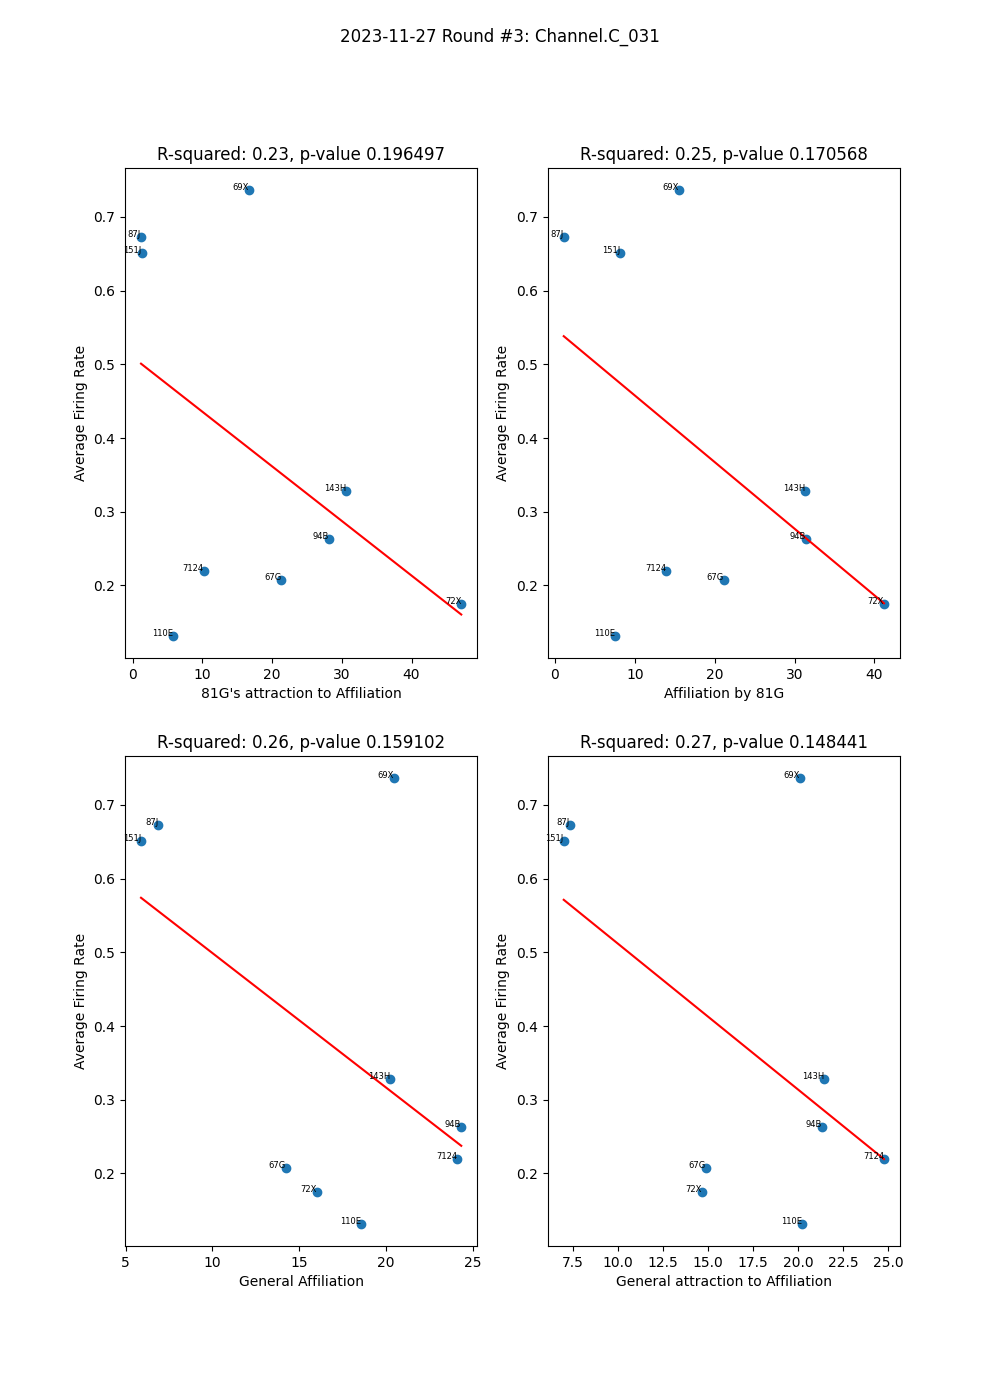 2023-11-27 Round #3: Channel.C_031
R-squared: 0.23, p-value 0.196497
R-squared: 0.25, p-value 0.170568
Average Firing Rate
0.7
0.6
0.5
0.4
0.3
0.2
69X
87J
151J
143H
94B
7124
67G
72X
110E
0
10
20
30
40
81G's attraction to Affiliation
Average Firing Rate
0.7
0.6
0.5
0.4
0.3
0.2
69X
87J
151J
143H
94B
7124
67G
72X
110E
0
10
20
30
40
Affiliation by 81G
R-squared: 0.26, p-value 0.159102
R-squared: 0.27, p-value 0.148441
Average Firing Rate
0.7
0.6
0.5
0.4
0.3
0.2
69X
87J
151J
143H
94B
7124
67G
72X
110E
5
10
15
20
25
General Affiliation
Average Firing Rate
0.7
0.6
0.5
0.4
0.3
0.2
69X
87J
151J
143H
94B
7124
67G
72X
110E
7.5
10.0
12.5
15.0
17.5
20.0
22.5
25.0
General attraction to Affiliation